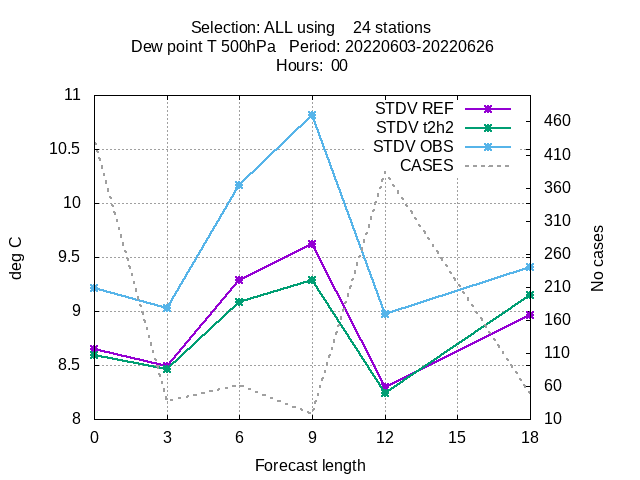 Selection: ALL using    24 stations
Dew point T 500hPa   Period: 20220603-20220626
Hours:  00
STDV REF
STDV t2h2
STDV OBS
CASES
11
10.5
10
9.5
9
8.5
8
deg C
460
410
360
310
260
210
160
110
60
10
No cases
0 3 6 9 12 15 18
Forecast length